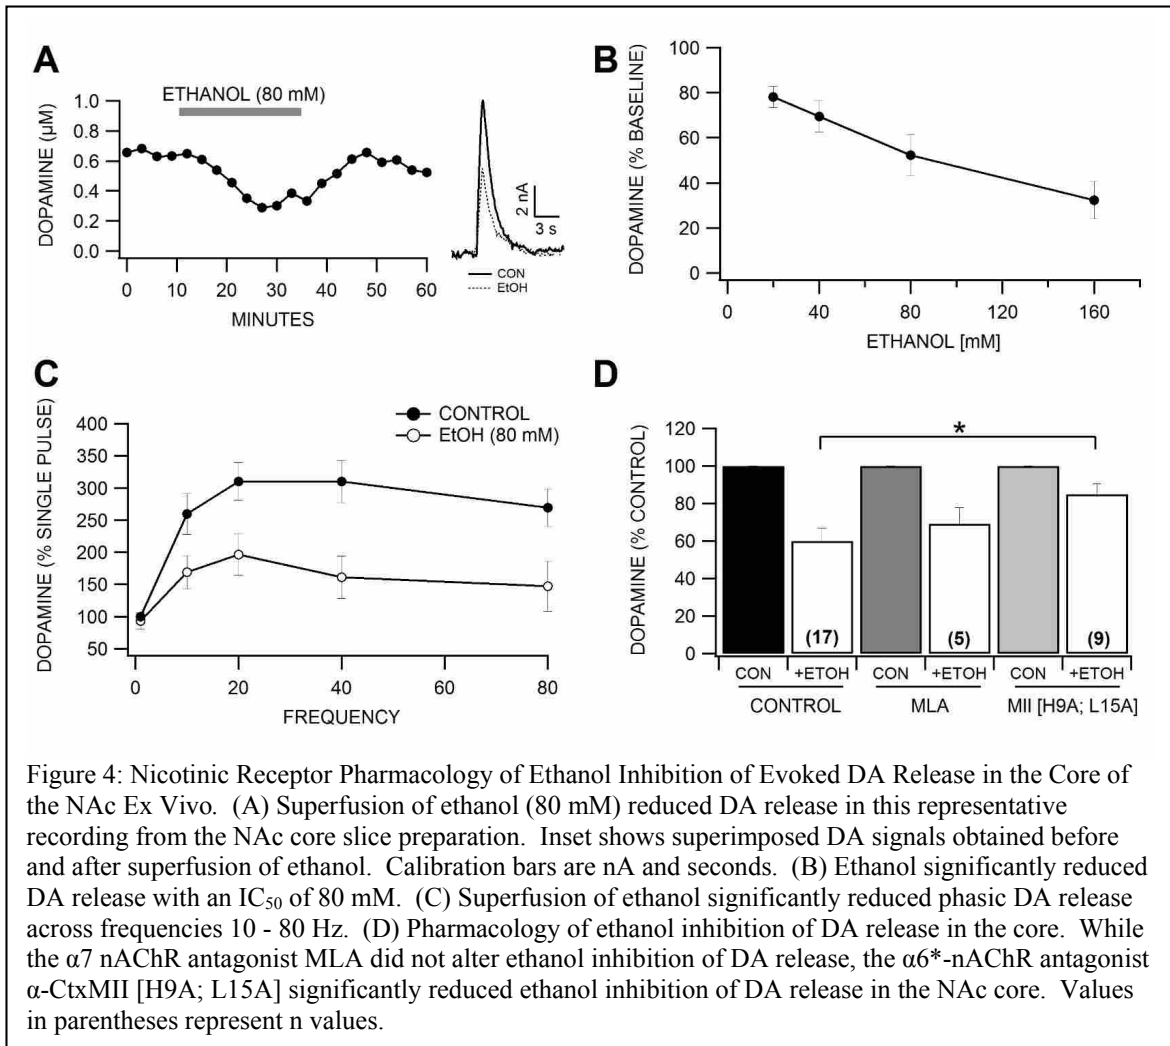 A
ETHANOL (80 mM)
DOPAMINE (µM)
1.0
0.8
0.6
0.4
0.2
0.0
0 10 20 30 40 50 60
MINUTES
2 nA
3 s
CON
EtOH
B
DOPAMINE (% BASELINE)
100
80
60
40
20
0
0 40 80 120 160
ETHANOL [mM]
C
DOPAMINE (% SINGLE PULSE)
400
350
300
250
200
150
100
50
CONTROL
EtOH (80 mM)
0 20 40 60 80
FREQUENCY
D
DOPAMINE (% CONTROL)
120
100
80
60
40
20
0
*
(17) (5) (9)
CON +ETOH CON +ETOH CON +ETOH
CONTROL MLA MII [H9A; L15A]
Figure 4: Nicotinic Receptor Pharmacology of Ethanol Inhibition of Evoked DA Release in the Core of
the NAc Ex Vivo. (A) Superfusion of ethanol (80 mM) reduced DA release in this representative
recording from the NAc core slice preparation. Inset shows superimposed DA signals obtained before
and after superfusion of ethanol. Calibration bars are nA and seconds. (B) Ethanol significantly reduced
DA release with an IC₅₀ of 80 mM. (C) Superfusion of ethanol significantly reduced phasic DA release
across frequencies 10 - 80 Hz. (D) Pharmacology of ethanol inhibition of DA release in the core. While
the α7 nAChR antagonist MLA did not alter ethanol inhibition of DA release, the α6*-nAChR antagonist
α-CtxMII [H9A; L15A] significantly reduced ethanol inhibition of DA release in the NAc core. Values
in parentheses represent n values.